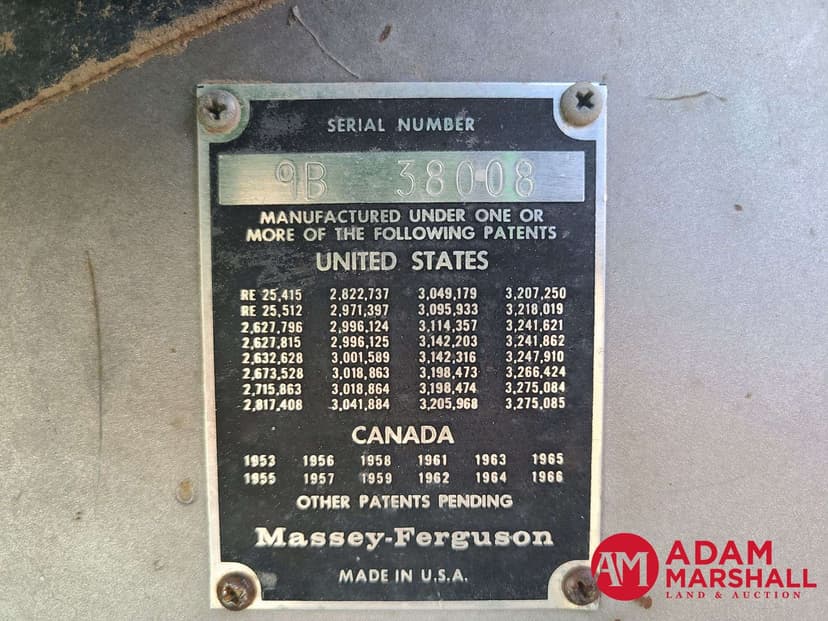 SERIAL NUMBER
9B 38008
MANUFACTURED UNDER ONE OR
MORE OF THE FOLLOWING PATENTS
UNITED STATES
RE 25,415 2,822,737 3,049,179 3,207,250
RE 25,512 2,971,397 3,095,933 3,218,019
2,627,796 2,996,124 3,114,357 3,241,621
2,627,815 2,996,125 3,142,203 3,241,862
2,632,628 3,001,589 3,142,316 3,247,910
2,673,528 3,018,863 3,198,473 3,266,424
2,715,863 3,018,864 3,198,474 3,275,084
2,817,408 3,041,884 3,205,968 3,275,085
CANADA
1953 1956 1958 1961 1963 1965
1955 1957 1959 1962 1964 1966
OTHER PATENTS PENDING
Massey-Ferguson
MADE IN U.S.A.
AM ADAM
MARSHALL
LAND & AUCTION